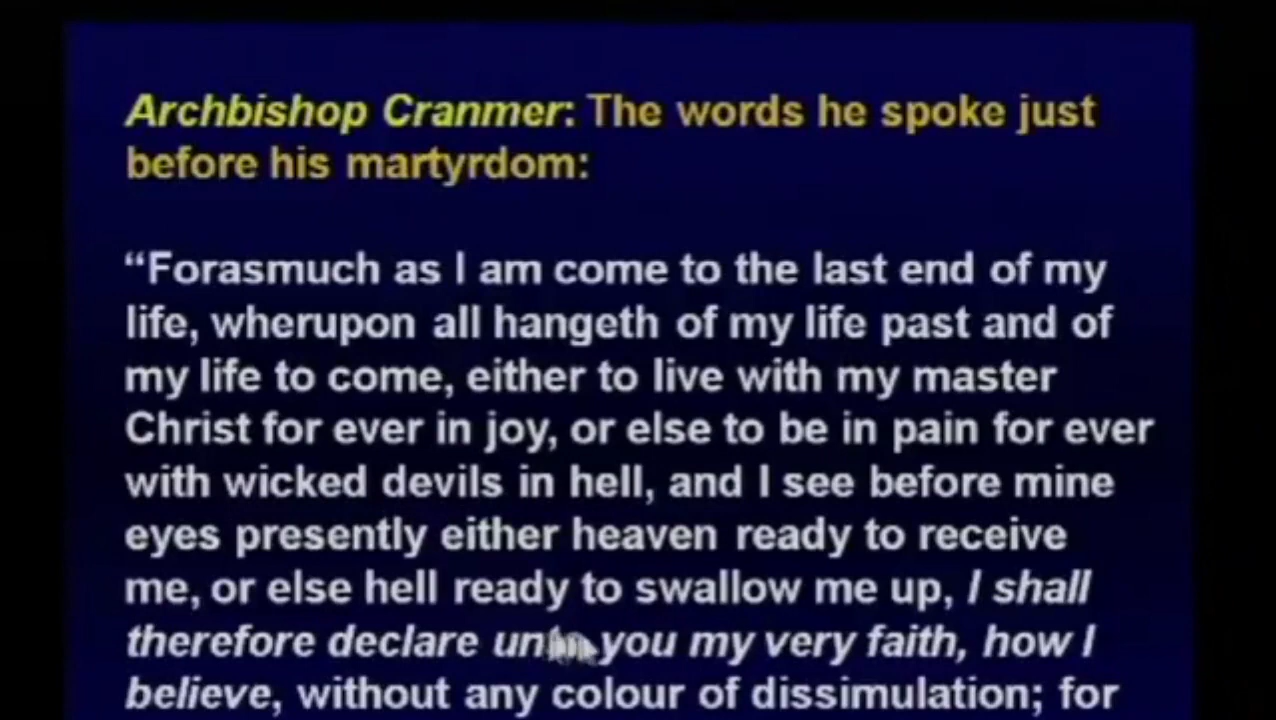 Archbishop Cranmer: The words he spoke just
before his martyrdom:
“Forasmuch as I am come to the last end of my
life, wherupon all hangeth of my life past and of
my life to come, either to live with my master
Christ for ever in joy, or else to be in pain for ever
with wicked devils in hell, and I see before mine
eyes presently either heaven ready to receive
me, or else hell ready to swallow me up, I shall
therefore declare unto you my very faith, how I
believe, without any colour of dissimulation; for